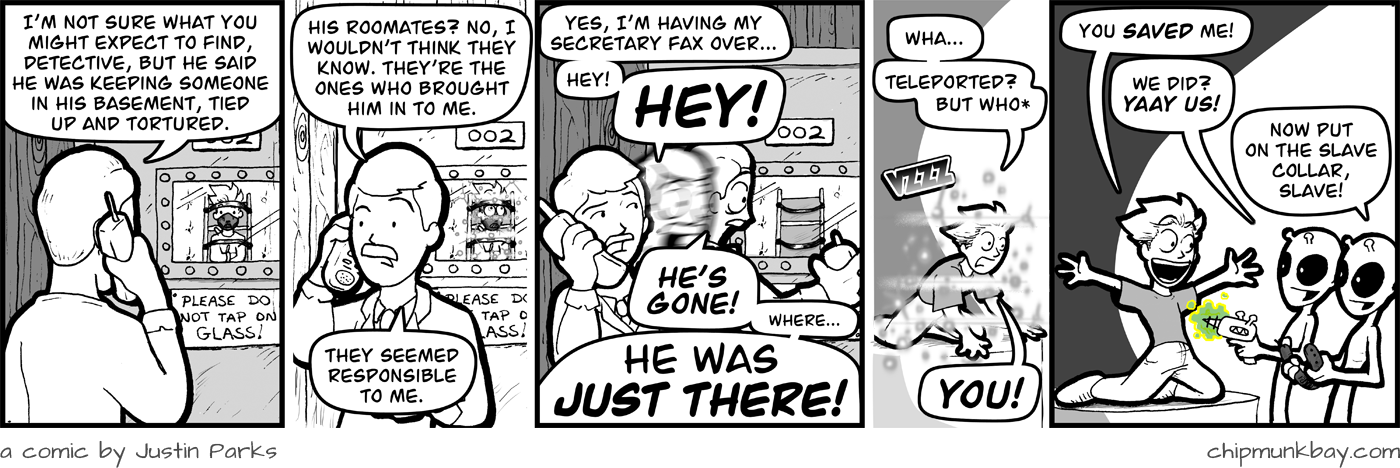 I'M NOT SURE WHAT YOU
MIGHT EXPECT TO FIND,
DETECTIVE, BUT HE SAID
HE WAS KEEPING SOMEONE
IN HIS BASEMENT, TIED
UP AND TORTURED.
002
PLEASE DO
NOT TAP ON
GLASS!
HIS ROOMATES? NO, I
WOULDN'T THINK THEY
KNOW. THEY'RE THE
ONES WHO BROUGHT
HIM IN TO ME.
002
PLEASE DO
TAP O
ASS!
THEY SEEMED
RESPONSIBLE
TO ME.
YES, I'M HAVING MY
SECRETARY FAX OVER...
HEY!
HEY!
002
HE'S
GONE!
WHERE...
HE WAS
JUST THERE!
WHA...
TELEPORTED?
BUT WHO*
VZZZ
YOU!
YOU SAVED ME!
WE DID?
YAAY US!
NOW PUT
ON THE SLAVE
COLLAR,
SLAVE!
a comic by Justin Parks
chipmunkbay.com